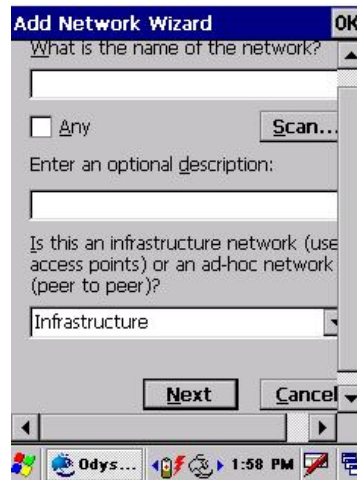 Add Network Wizard OK
What is the name of the network?
Any Scan...
Enter an optional description:
Is this an infrastructure network (use
access points) or an ad-hoc network
(peer to peer)?
Infrastructure
Next Cancel
Odys... 1:58 PM